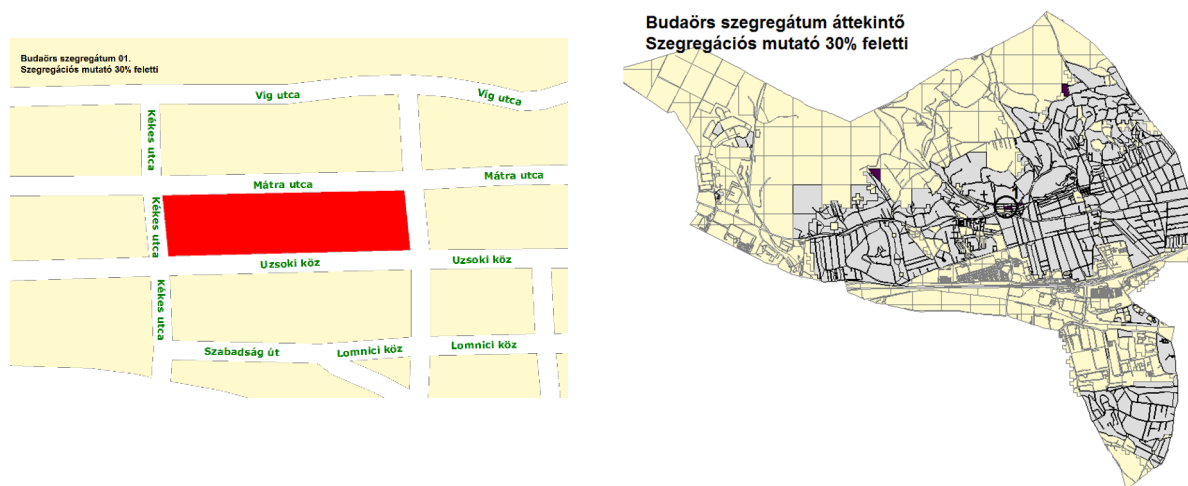 Budaörs szegregátum 01.
Szegregációs mutató 30% feletti
Vig utca
Vig utca
Kékes utca
Mátra utca
Mátra utca
Kékes utca
Uzsoki köz
Uzsoki köz
Kékes utca
Szabadság út
Lomnici köz
Lomnici köz
Budaörs szegregátum áttekintő
Szegregációs mutató 30% feletti
1